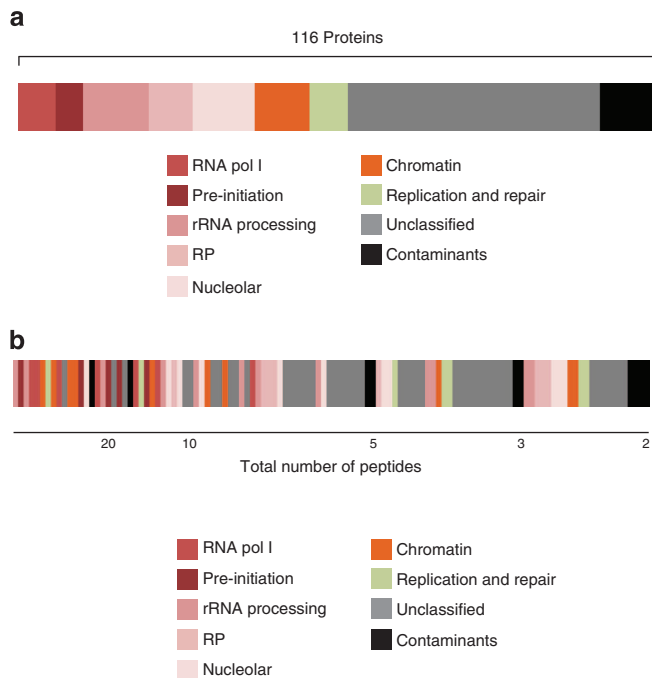 a
116 Proteins
RNA pol I
Pre-initiation
rRNA processing
RP
Nucleolar
Chromatin
Replication and repair
Unclassified
Contaminants
b
20 10 5 3 2
Total number of peptides
RNA pol I
Pre-initiation
rRNA processing
RP
Nucleolar
Chromatin
Replication and repair
Unclassified
Contaminants